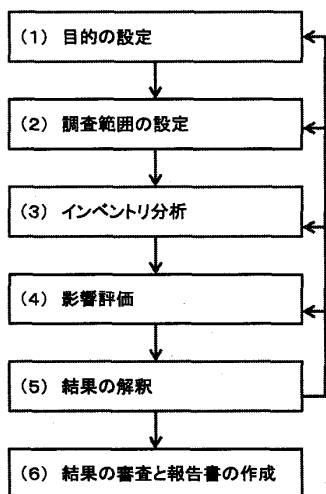 （1） 目的の設定
（2） 調査範囲の設定
（3） インベントリ分析
（4） 影響評価
（5） 結果の解釈
（6） 結果の審査と報告書の作成